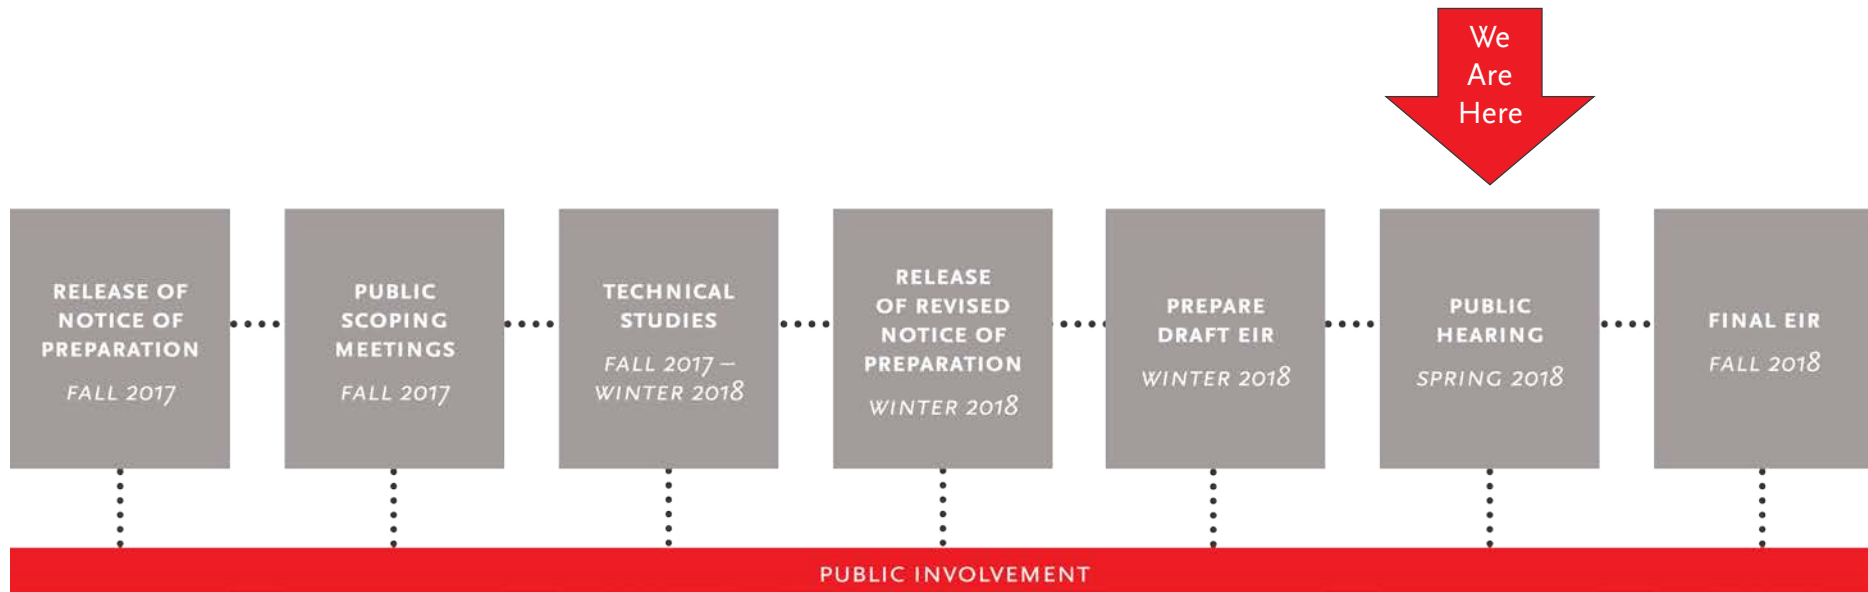 We
Are
Here
RELEASE OF
NOTICE OF
PREPARATION
FALL 2017
PUBLIC
SCOPING
MEETINGS
FALL 2017
TECHNICAL
STUDIES
FALL 2017 –
WINTER 2018
RELEASE
OF REVISED
NOTICE OF
PREPARATION
WINTER 2018
PREPARE
DRAFT EIR
WINTER 2018
PUBLIC
HEARING
SPRING 2018
FINAL EIR
FALL 2018
PUBLIC INVOLVEMENT